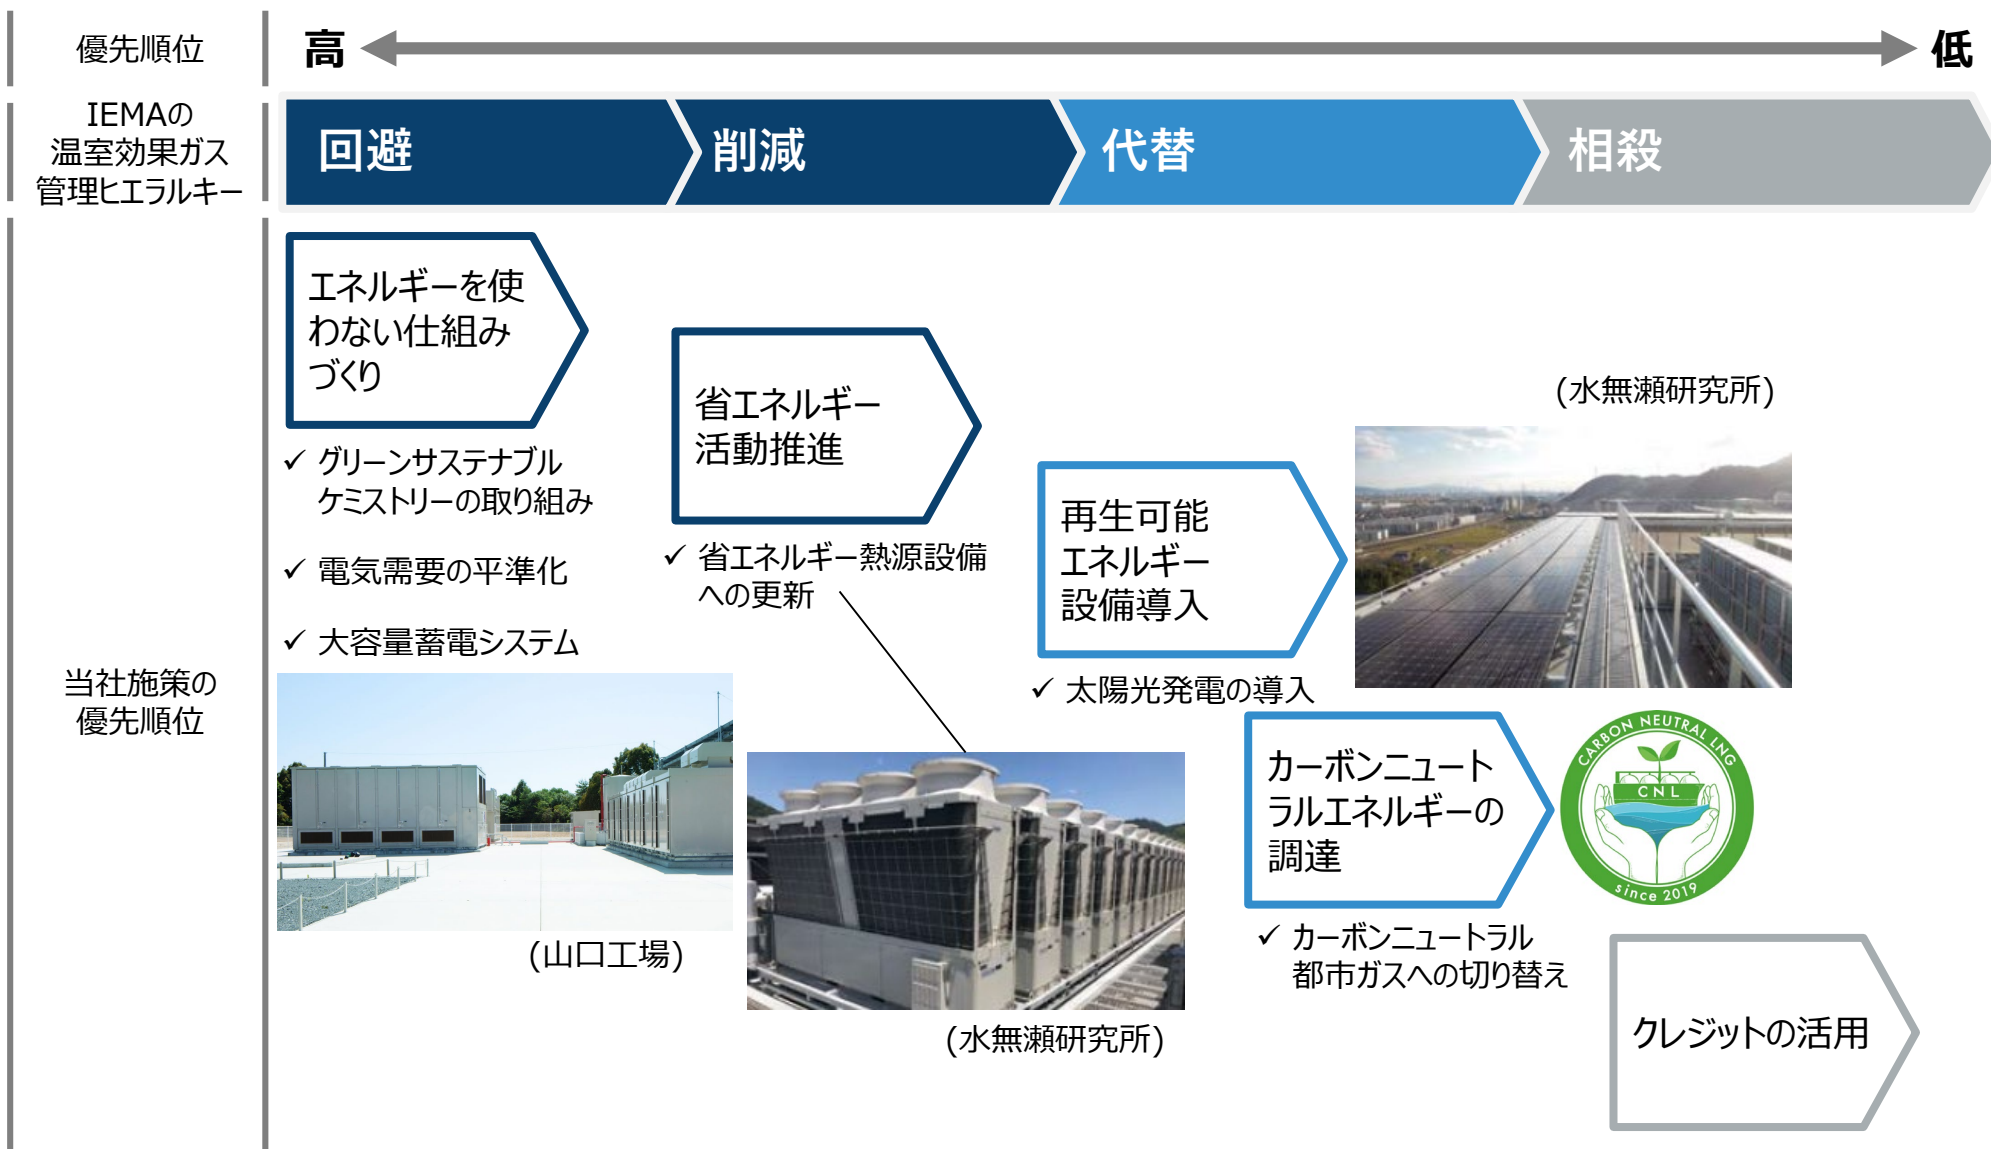 優先順位
高
低
IEMAの
温室効果ガス
管理ヒエラルキー
回避
削減
代替
相殺
当社施策の
優先順位
エネルギーを使
わない仕組み
づくり
✓ グリーンサステナブル
ケミストリーの取り組み
✓ 電気需要の平準化
✓ 大容量蓄電システム
(山口工場)
省エネルギー
活動推進
✓ 省エネルギー熱源設備
への更新
(水無瀬研究所)
再生可能
エネルギー
設備導入
✓ 太陽光発電の導入
(水無瀬研究所)
カーボンニュート
ラルエネルギーの
調達
✓ カーボンニュートラル
都市ガスへの切り替え
CARBON NEUTRAL LNG
CNL
since 2019
クレジットの活用